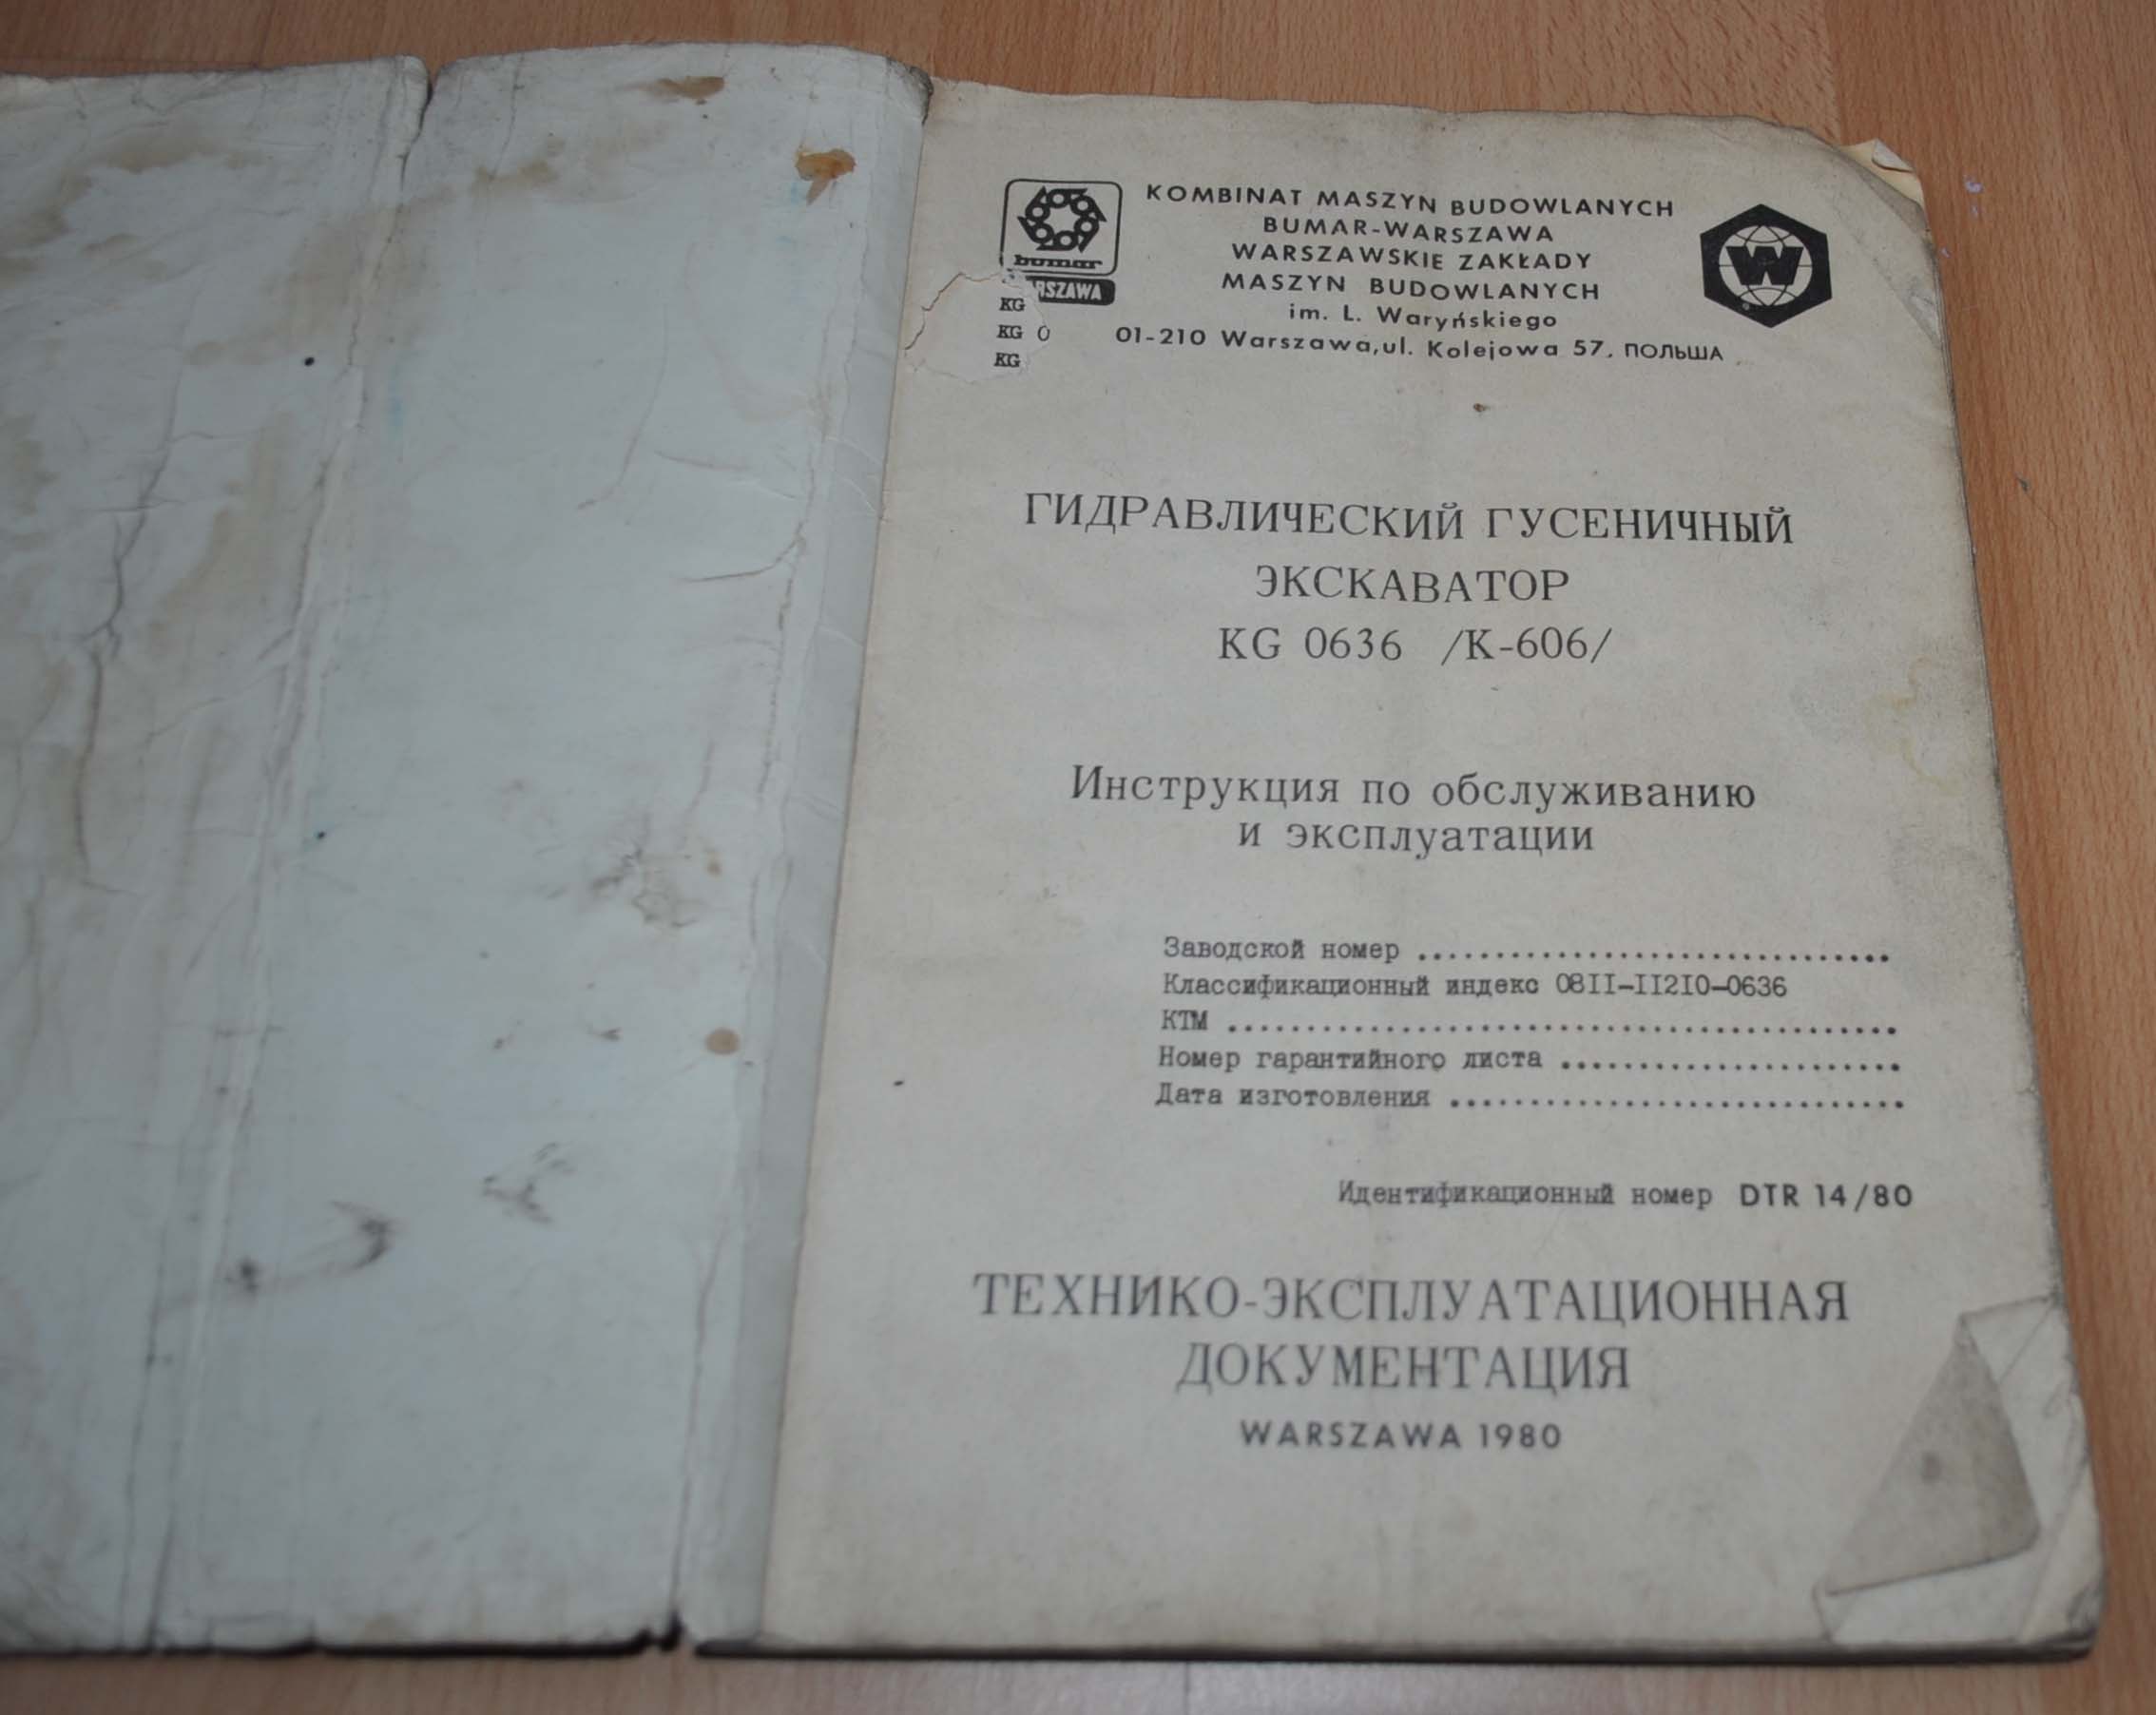 KOMBINAT MASZYN BUDOWLANYCH
BUMAR-WARSZAWA
WARSZAWSKIE ZAKŁADY
MASZYN BUDOWLANYCH
im. L. Waryńskiego
01-210 Warszawa,ul. Kolejowa 57, ПОЛЬША
bumar
KG
KG 0
KG
W
ГИДРАВЛИЧЕСКИЙ ГУСЕНИЧНЫЙ
ЭКСКАВАТОР
KG 0636 /K-606/
Инструкция по обслуживанию
и эксплуатации
Заводской номер ..............................
Классификационный индекс 08II-II2I0-0636
КТМ ...........................................
Номер гарантийного листа ......................
Дата изготовления .............................
Идентификационный номер DTR 14/80
ТЕХНИКО-ЭКСПЛУАТАЦИОННАЯ
ДОКУМЕНТАЦИЯ
WARSZAWA 1980